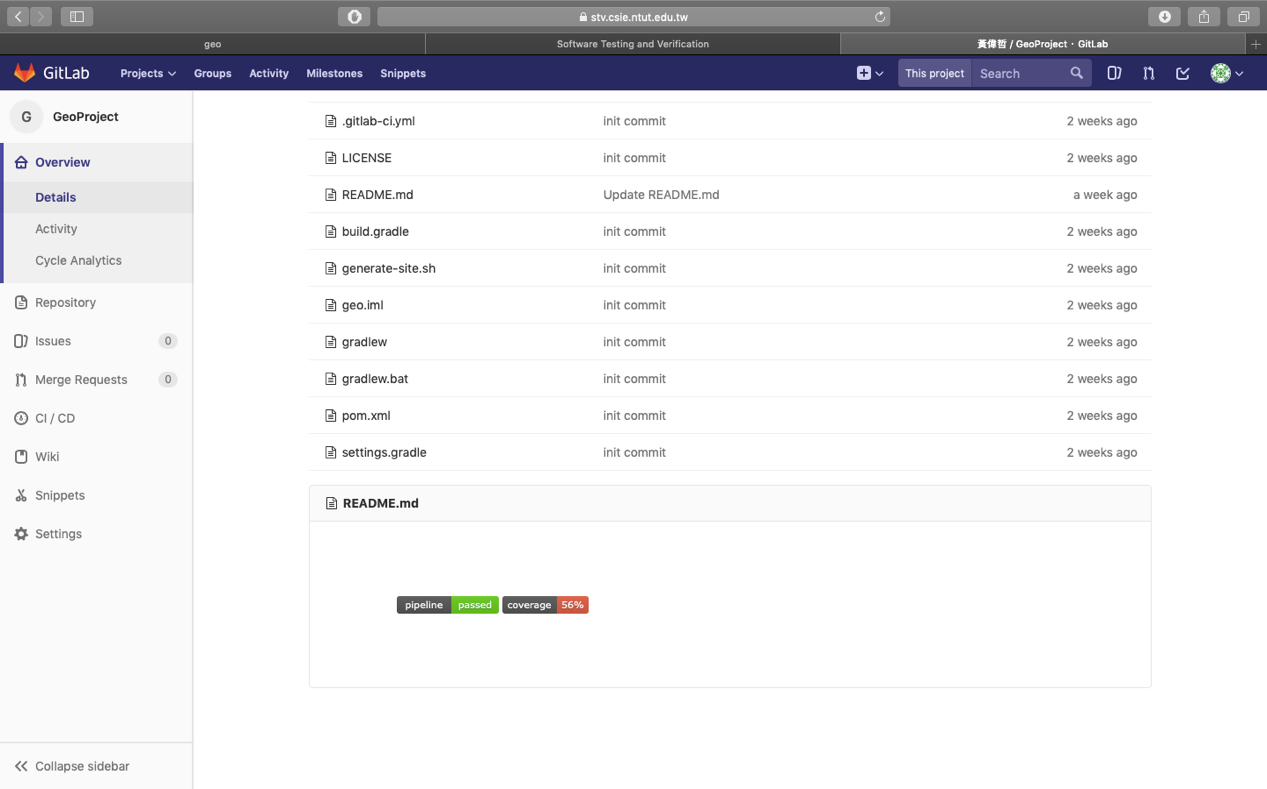 stv.csie.ntut.edu.tw
geo
Software Testing and Verification
黃偉哲 / GeoProject · GitLab
GitLab Projects Groups Activity Milestones Snippets This project Search
G GeoProject
Overview
Details
Activity
Cycle Analytics
Repository
Issues 0
Merge Requests 0
CI / CD
Wiki
Snippets
Settings
Collapse sidebar
.gitlab-ci.yml init commit 2 weeks ago
LICENSE init commit 2 weeks ago
README.md Update README.md a week ago
build.gradle init commit 2 weeks ago
generate-site.sh init commit 2 weeks ago
geo.iml init commit 2 weeks ago
gradlew init commit 2 weeks ago
gradlew.bat init commit 2 weeks ago
pom.xml init commit 2 weeks ago
settings.gradle init commit 2 weeks ago
README.md
pipeline passed coverage 56%